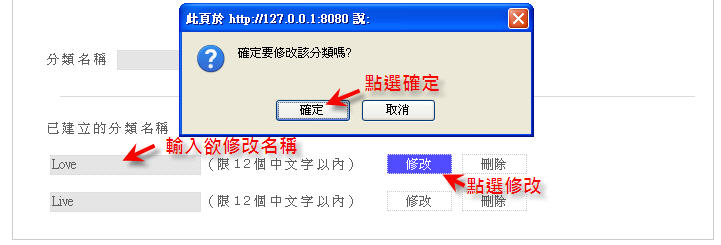 此頁於 http://127.0.0.1:8080 說:
確定要修改該分類嗎?
分類名稱
點選確定
確定 取消
已建立的分類名稱
輸入欲修改名稱
Love (限12個中文字以內) 修改 刪除
點選修改
Live (限12個中文字以內) 修改 刪除